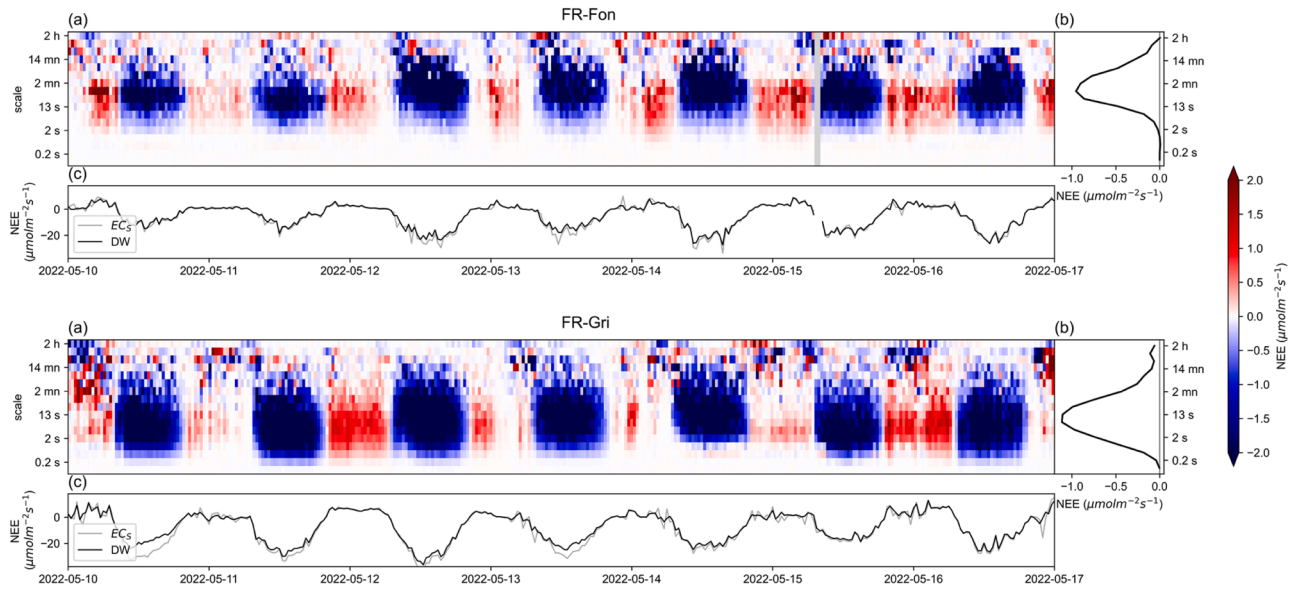 FR-Fon
(a)
(b)
2 h
14 mn
2 mn
13 s
2 s
0.2 s
scale
2 h
14 mn
2 mn
13 s
2 s
0.2 s
−1.0 −0.5 0.0
NEE (μmolm−2s−1)
(c)
NEE
(μmolm−2s−1)
0
−20
ECS
DW
2022-05-10 2022-05-11 2022-05-12 2022-05-13 2022-05-14 2022-05-15 2022-05-16 2022-05-17
FR-Gri
(a)
(b)
2 h
14 mn
2 mn
13 s
2 s
0.2 s
scale
2 h
14 mn
2 mn
13 s
2 s
0.2 s
−1.0 −0.5 0.0
NEE (μmolm−2s−1)
(c)
NEE
(μmolm−2s−1)
0
−20
ECS
DW
2022-05-10 2022-05-11 2022-05-12 2022-05-13 2022-05-14 2022-05-15 2022-05-16 2022-05-17
2.0
1.5
1.0
0.5
0.0
−0.5
−1.0
−1.5
−2.0
NEE (μmolm−2s−1)